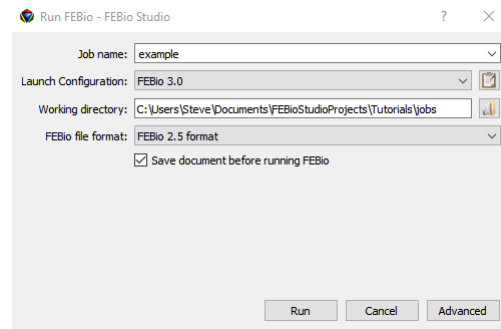 Run FEBio - FEBio Studio ?
Job name: example
Launch Configuration: FEBio 3.0
Working directory: C:\Users\Steve\Documents\FEBioStudioProjects\Tutorials\jobs
FEBio file format: FEBio 2.5 format
Save document before running FEBio
Run Cancel Advanced